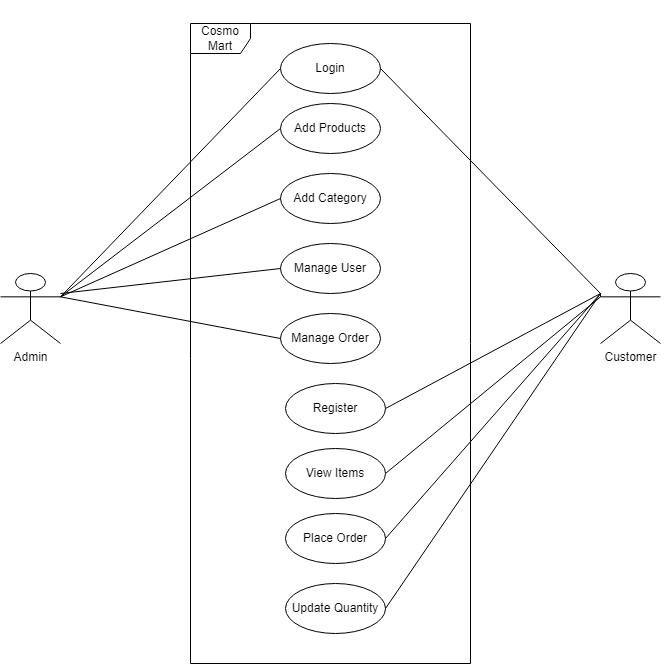 Cosmo
Mart
Login
Add Products
Add Category
Manage User
Manage Order
Admin
Customer
Register
View Items
Place Order
Update Quantity